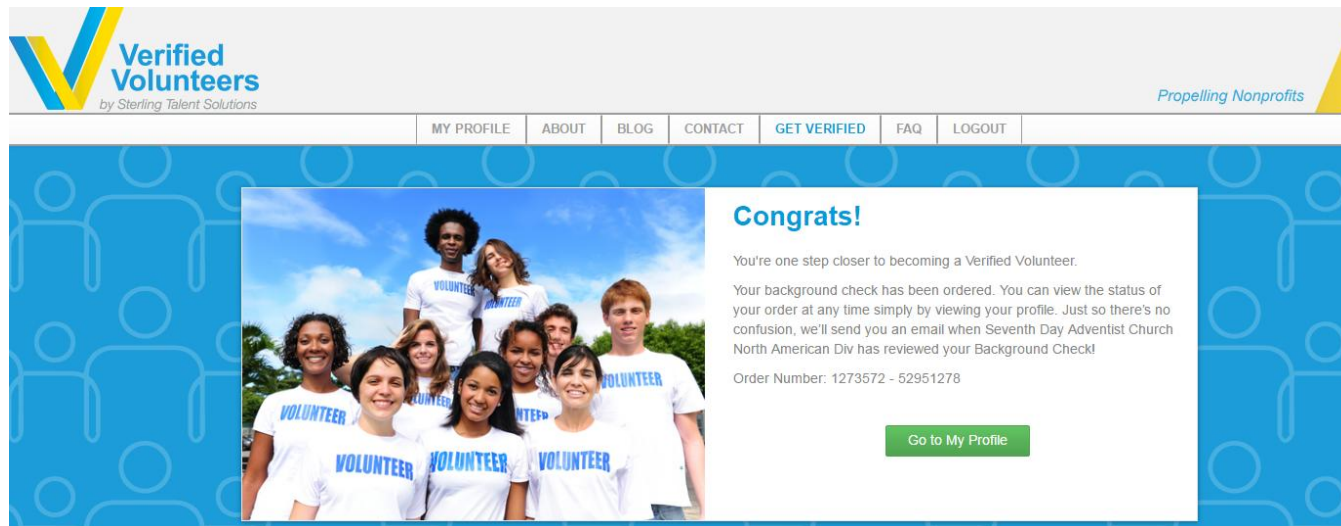 Verified
Volunteers
by Sterling Talent Solutions
Propelling Nonprofits
MY PROFILE ABOUT BLOG CONTACT GET VERIFIED FAQ LOGOUT
Congrats!
You're one step closer to becoming a Verified Volunteer.
Your background check has been ordered. You can view the status of
your order at any time simply by viewing your profile. Just so there's no
confusion, we'll send you an email when Seventh Day Adventist Church
North American Div has reviewed your Background Check!
Order Number: 1273572 - 52951278
Go to My Profile
VOLUNTEER
VOLUNTEER
VOLUNTEER
VOLUNTEER
VOLUNTEER
VOLUNTEER